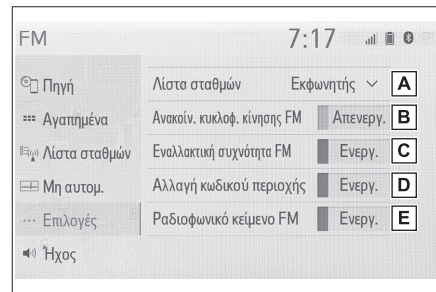 FM 7:17
Πηγή
Αγαπημένα
Λίστα σταθμών
Μη αυτομ.
Επιλογές
Ήχος
Λίστα σταθμών Εκφωνητής A
Ανακοίν. κυκλοφ. κίνησης FM Απενεργ. B
Εναλλακτική συχνότητα FM Ενεργ. C
Αλλαγή κωδικού περιοχής Ενεργ. D
Ραδιοφωνικό κείμενο FM Ενεργ. E